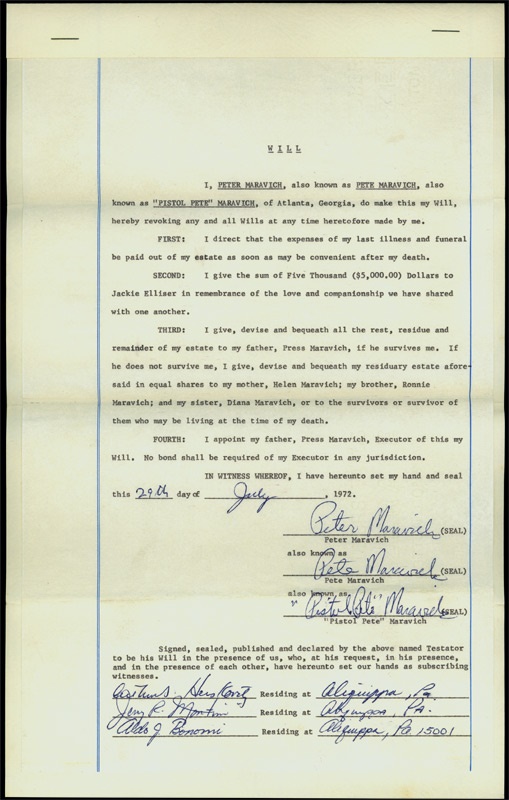 WILL
I, PETER MARAVICH, also known as PETE MARAVICH, also
known as "PISTOL PETE" MARAVICH, of Atlanta, Georgia, do make this my Will,
hereby revoking any and all Wills at any time heretofore made by me.
FIRST: I direct that the expenses of my last illness and funeral
be paid out of my estate as soon as may be convenient after my death.
SECOND: I give the sum of Five Thousand ($5,000.00) Dollars to
Jackie Elliser in remembrance of the love and companionship we have shared
with one another.
THIRD: I give, devise and bequeath all the rest, residue and
remainder of my estate to my father, Press Maravich, if he survives me. If
he does not survive me, I give, devise and bequeath my residuary estate afore-
said in equal shares to my mother, Helen Maravich; my brother, Ronnie
Maravich; and my sister, Diana Maravich, or to the survivors or survivor of
them who may be living at the time of my death.
FOURTH: I appoint my father, Press Maravich, Executor of this my
Will. No bond shall be required of my Executor in any jurisdiction.
IN WITNESS WHEREOF, I have hereunto set my hand and seal
this 29th day of July, 1972.
Peter Maravich (SEAL)
Peter Maravich
also known as
Pete Maravich (SEAL)
Pete Maravich
also known as
"Pistol Pete" Maravich (SEAL)
"Pistol Pete" Maravich
Signed, sealed, published and declared by the above named Testator
to be his Will in the presence of us, who, at his request, in his presence,
and in the presence of each other, have hereunto set our hands as subscribing
witnesses.
Residing at Aliquippa, Pa
Residing at Aliquippa, Pa.
Aldo J Bonomi Residing at Aliquippa, Pa 15001